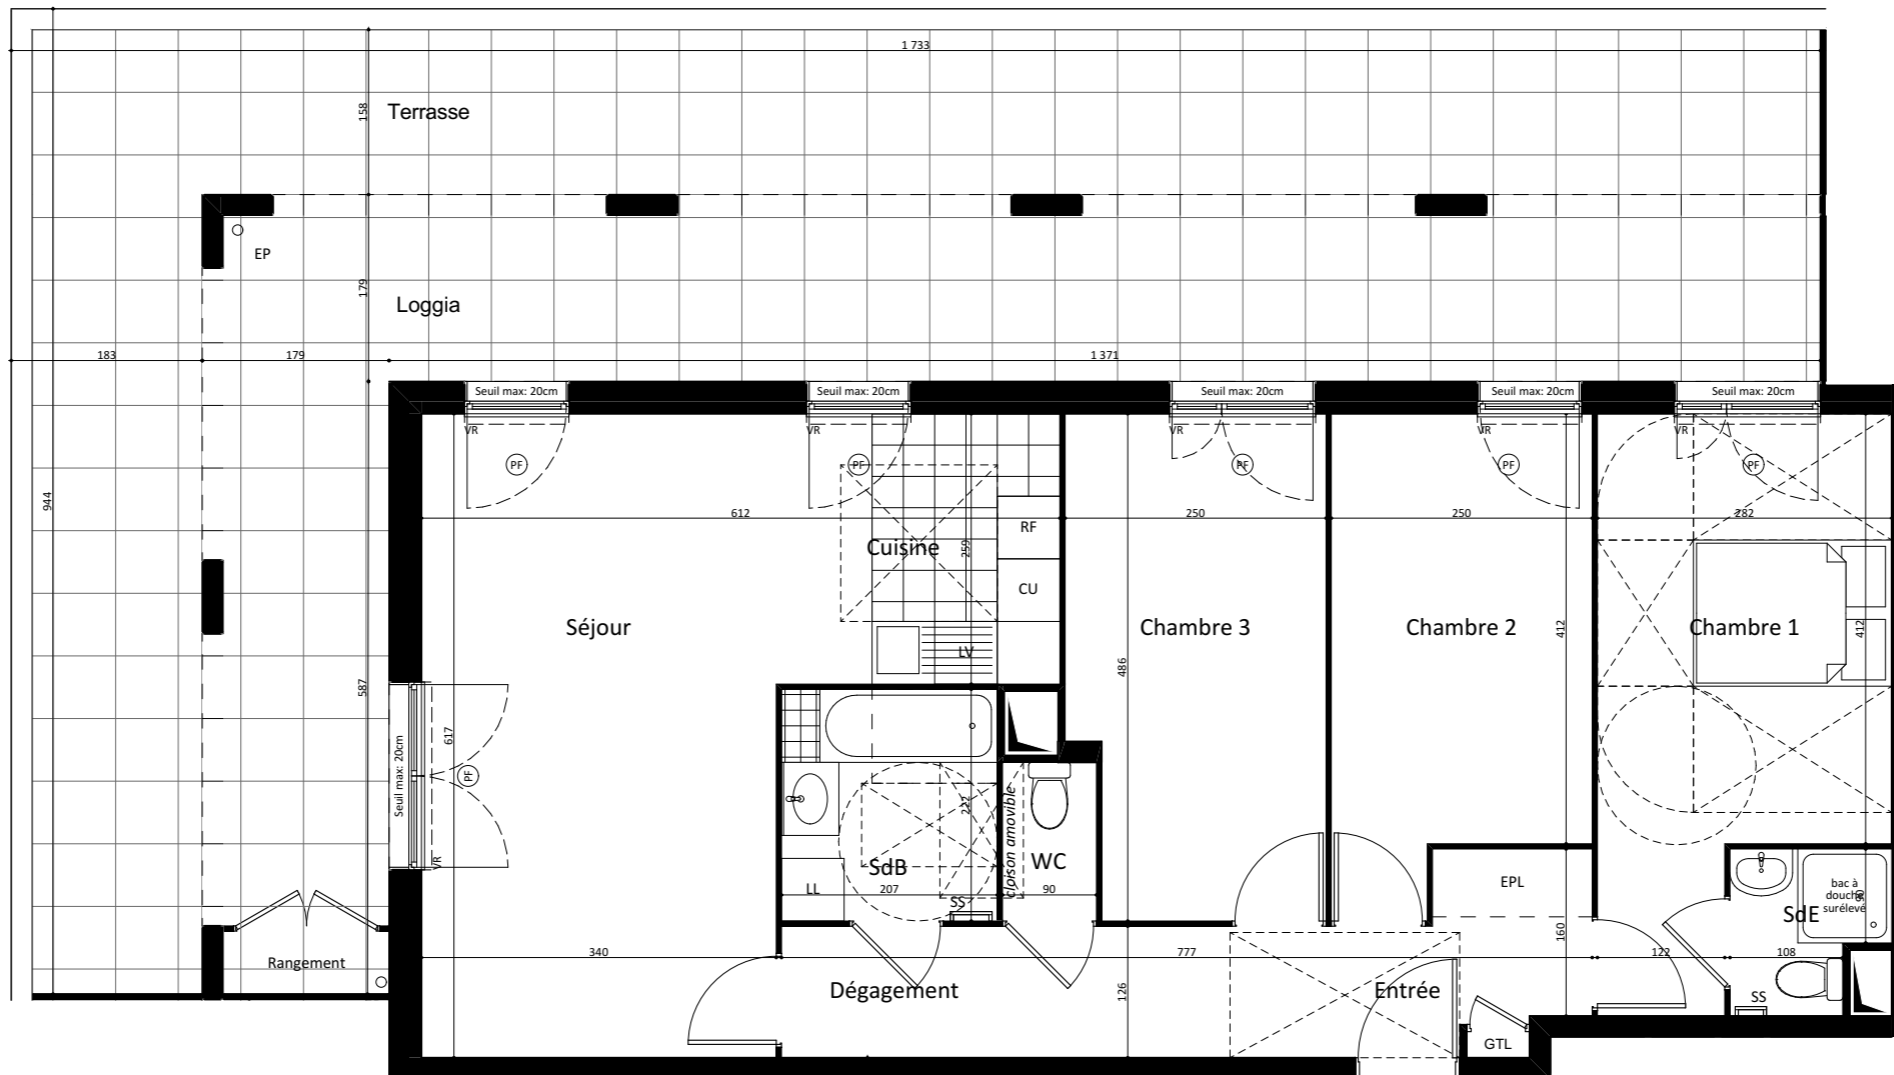 1 733
158
Terrasse
EP
179
Loggia
183
179
1 371
Seuil max: 20cm
Seuil max: 20cm
Seuil max: 20cm
Seuil max: 20cm
Seuil max: 20cm
VR
VR
VR
VR
VR
PF
PF
PF
PF
PF
944
612
250
250
282
RF
Cuisine
259
CU
Séjour
Chambre 3
Chambre 2
Chambre 1
412
412
LV
486
587
617
Seuil max: 20cm
PF
VR
222
cloison amovible
SdB
WC
LL
207
90
SS
EPL
bac à
douche
surélevé
90
SdE
160
Rangement
340
777
122
108
Dégagement
126
Entrée
SS
GTL